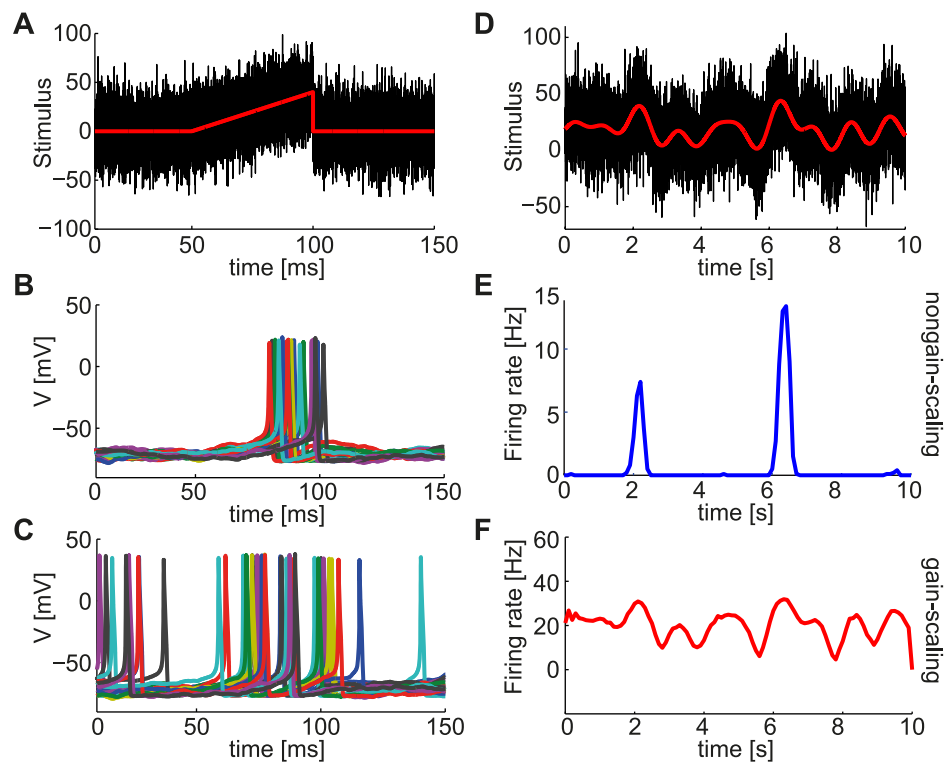 A
Stimulus
100
50
0
−50
−100
0
50
100
150
time [ms]
B
V [mV]
50
0
−50
0
50
100
150
time [ms]
C
V [mV]
50
0
−50
0
50
100
150
time [ms]
D
Stimulus
100
50
0
−50
0
2
4
6
8
10
time [s]
E
Firing rate [Hz]
15
10
5
0
0
2
4
6
8
10
time [s]
nongain-scaling
F
Firing rate [Hz]
60
40
20
0
0
2
4
6
8
10
time [s]
gain-scaling